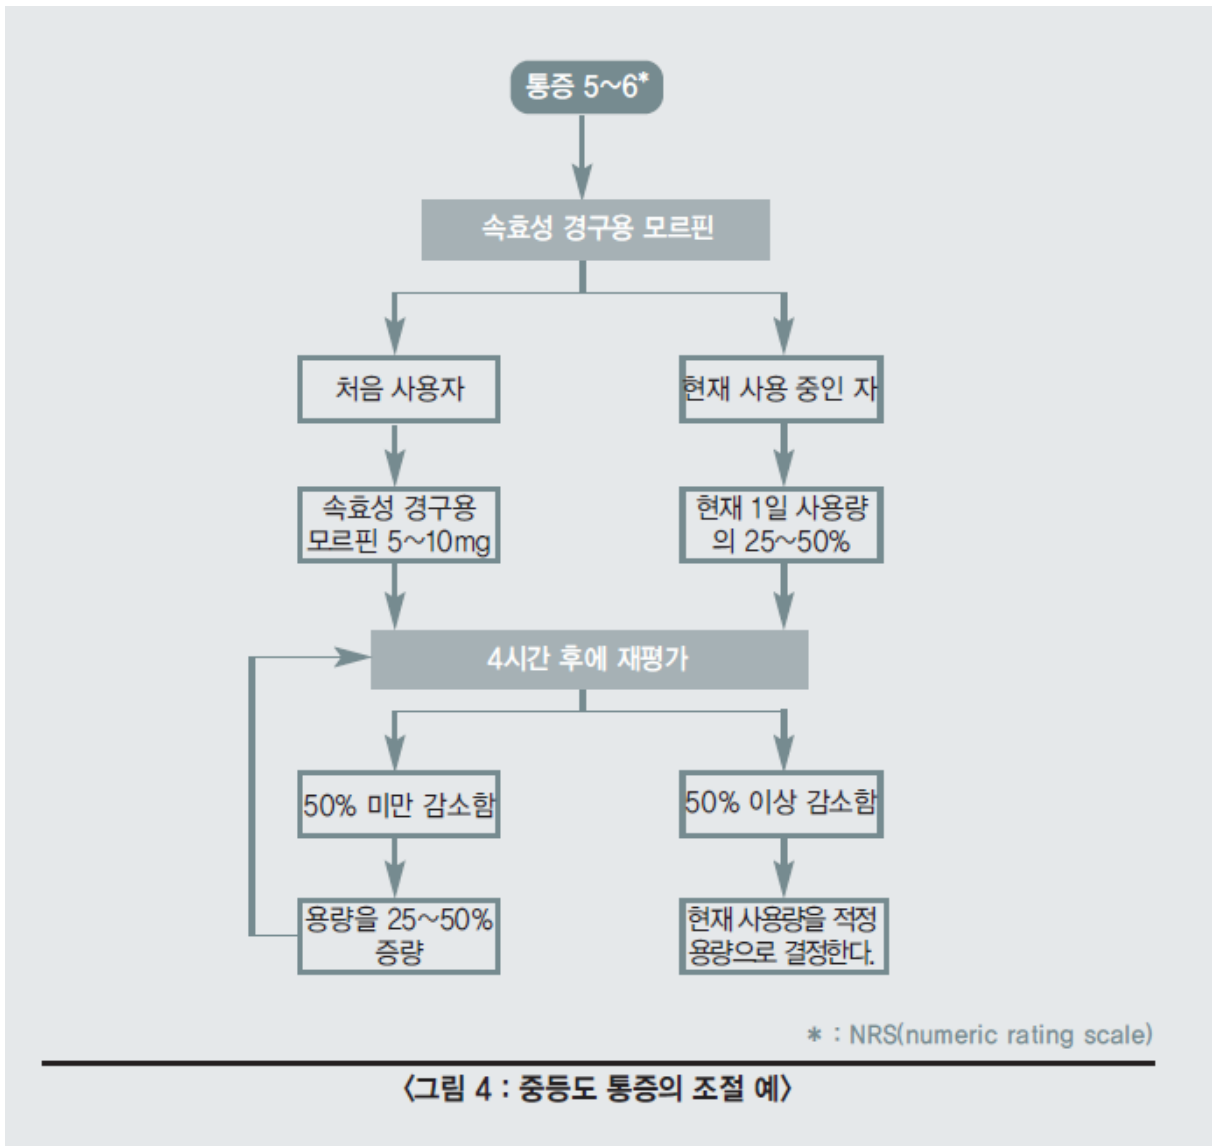 통증 5~6*
속효성 경구용 모르핀
처음 사용자
현재 사용 중인 자
속효성 경구용
모르핀 5~10mg
현재 1일 사용량
의 25~50%
4시간 후에 재평가
50% 미만 감소함
50% 이상 감소함
용량을 25~50%
증량
현재 사용량을 적정
용량으로 결정한다.
* : NRS(numeric rating scale)
〈그림 4 : 중등도 통증의 조절 예〉